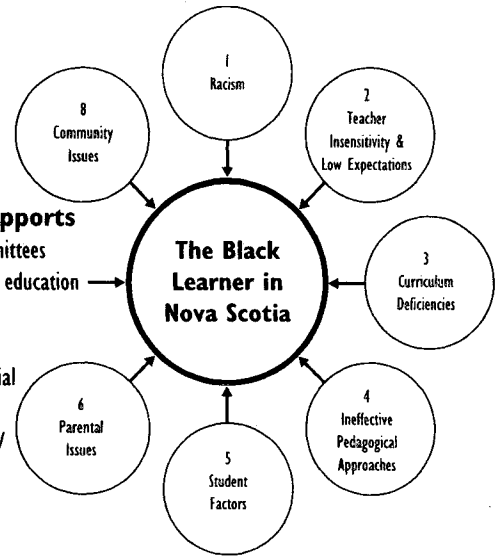 1
Racism
2
Teacher
Insensitivity &
Low Expectations
3
Curriculum
Deficiencies
4
Ineffective
Pedagogical
Approaches
5
Student
Factors
6
Parental
Issues
8
Community
Issues
pports
mittees
education
ial
y
The Black
Learner in
Nova Scotia